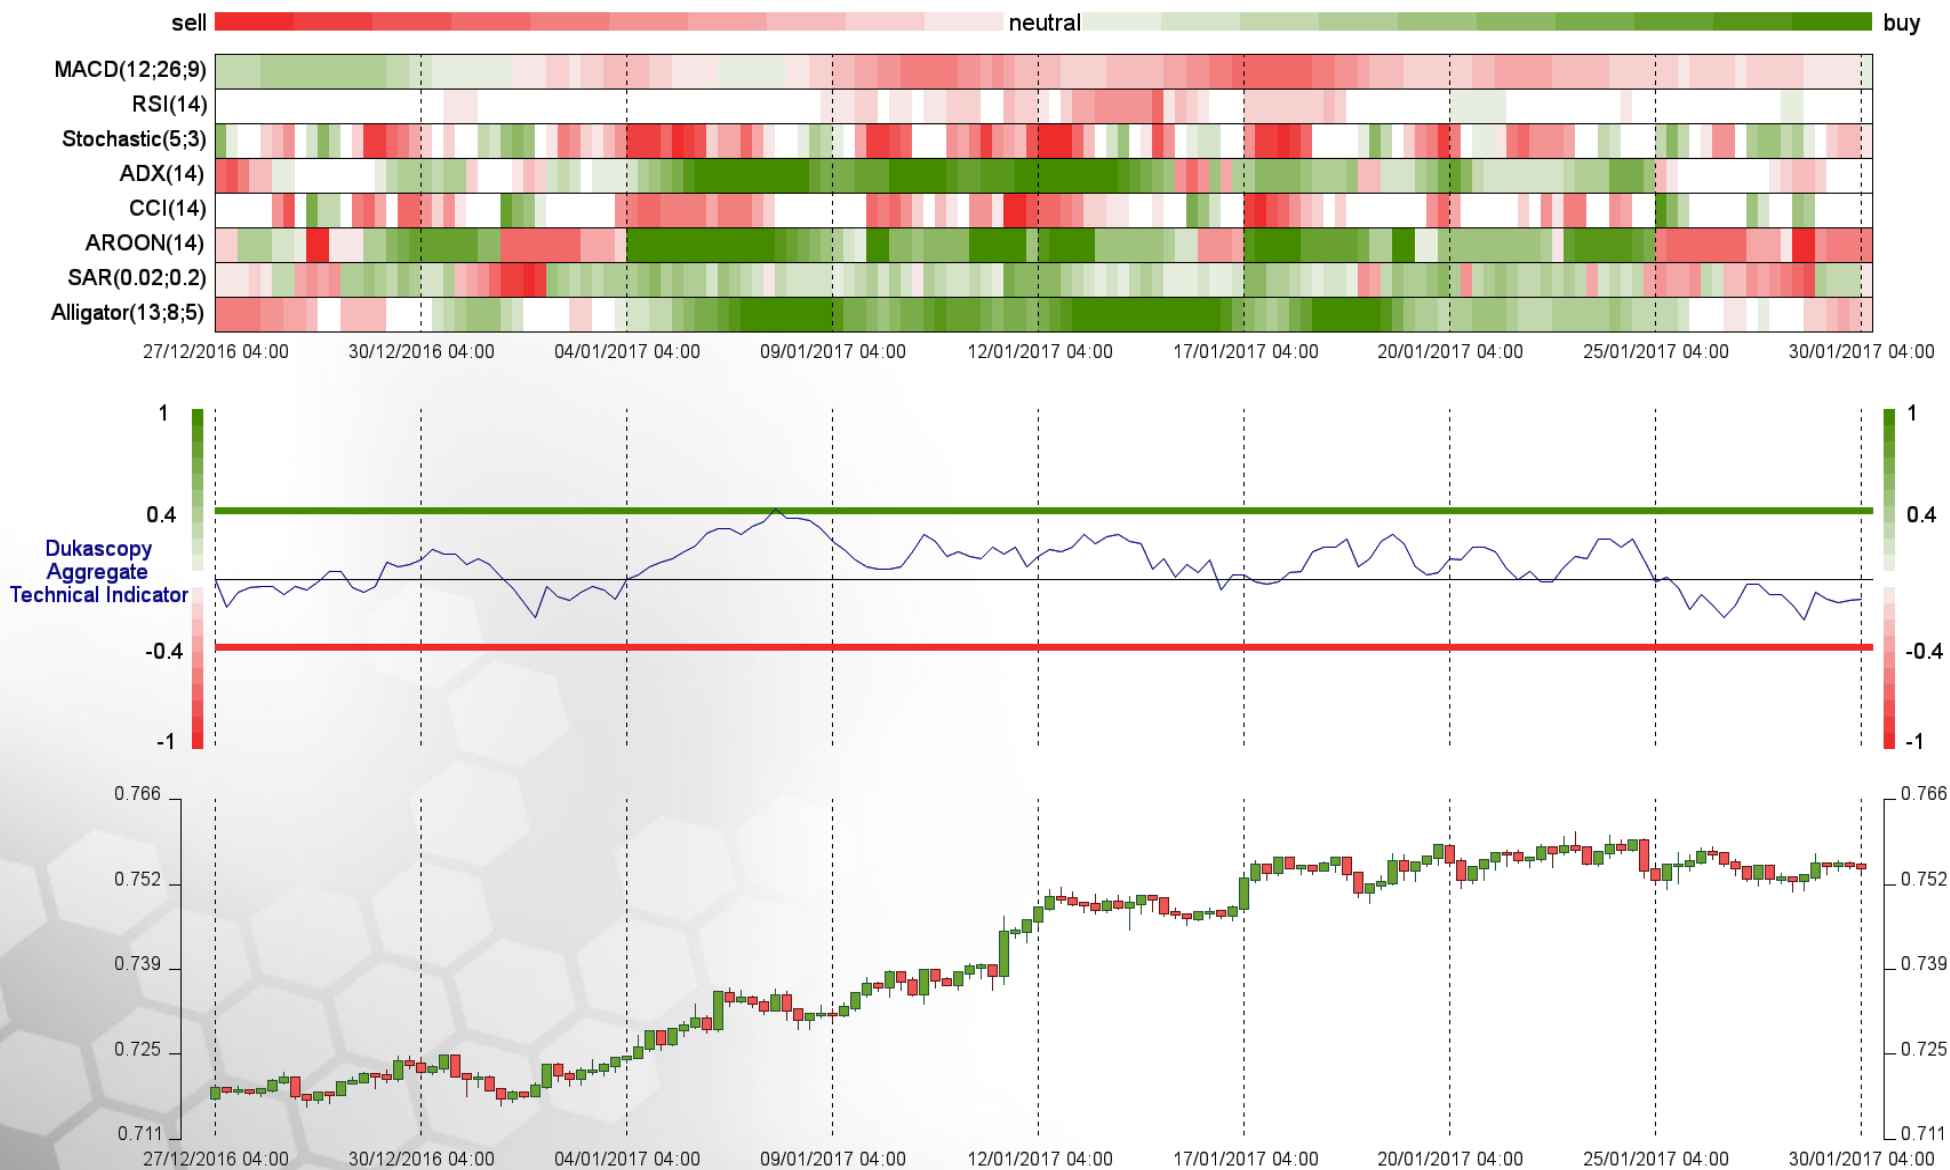 sell neutral buy
MACD(12;26;9)
RSI(14)
Stochastic(5;3)
ADX(14)
CCI(14)
AROON(14)
SAR(0.02;0.2)
Alligator(13;8;5)
27/12/2016 04:00 30/12/2016 04:00 04/01/2017 04:00 09/01/2017 04:00 12/01/2017 04:00 17/01/2017 04:00 20/01/2017 04:00 25/01/2017 04:00 30/01/2017 04:00
1 1
0.4 0.4
Dukascopy
Aggregate
Technical Indicator
-0.4 -0.4
-1 -1
0.766 0.766
0.752 0.752
0.739 0.739
0.725 0.725
0.711 0.711
27/12/2016 04:00 30/12/2016 04:00 04/01/2017 04:00 09/01/2017 04:00 12/01/2017 04:00 17/01/2017 04:00 20/01/2017 04:00 25/01/2017 04:00 30/01/2017 04:00